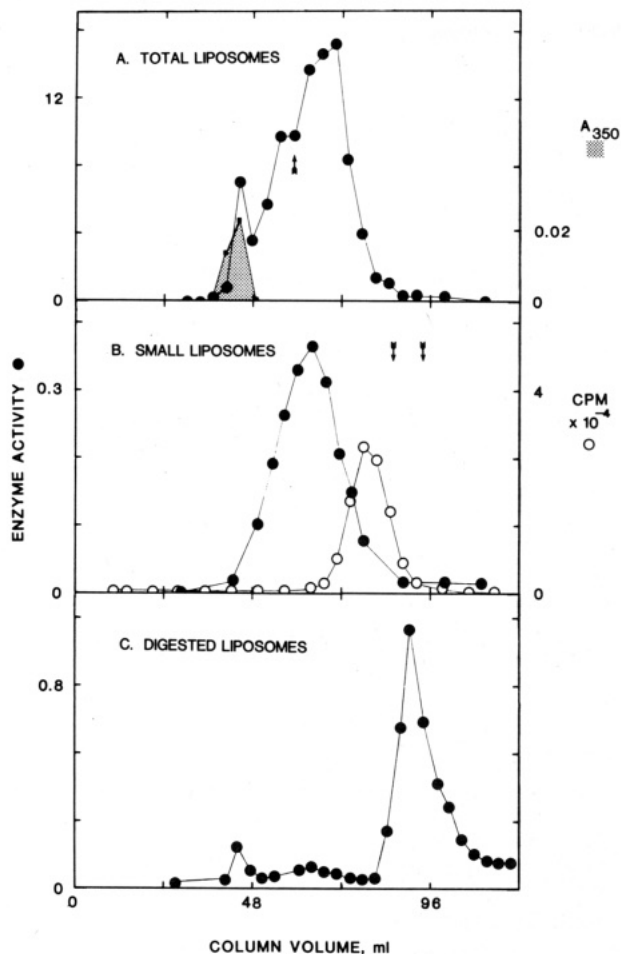 A. TOTAL LIPOSOMES
12
A350
0.02
0
0
B. SMALL LIPOSOMES
ENZYME ACTIVITY
0.3
4
CPM
x 10-4
0
0
C. DIGESTED LIPOSOMES
0.8
0
0
48
96
COLUMN VOLUME, ml